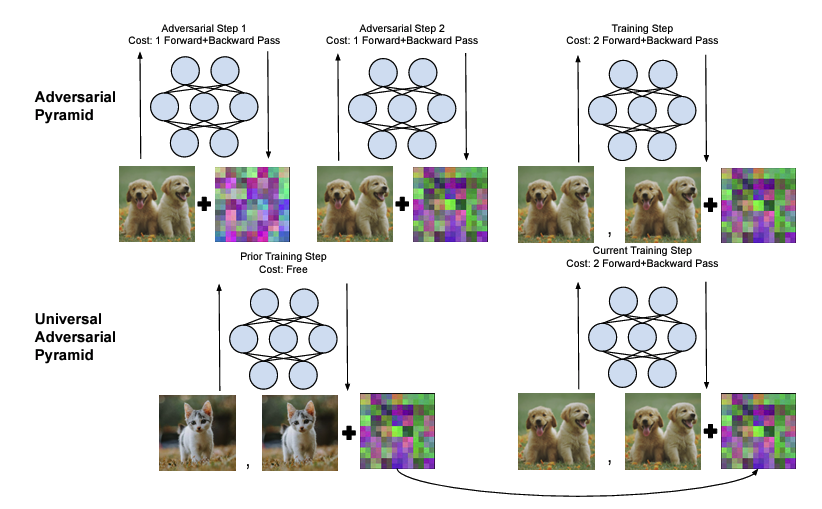 Adversarial Step 1
Cost: 1 Forward+Backward Pass
Adversarial Step 2
Cost: 1 Forward+Backward Pass
Training Step
Cost: 2 Forward+Backward Pass
Adversarial
Pyramid
,
Prior Training Step
Cost: Free
Current Training Step
Cost: 2 Forward+Backward Pass
Universal
Adversarial
Pyramid
,
,